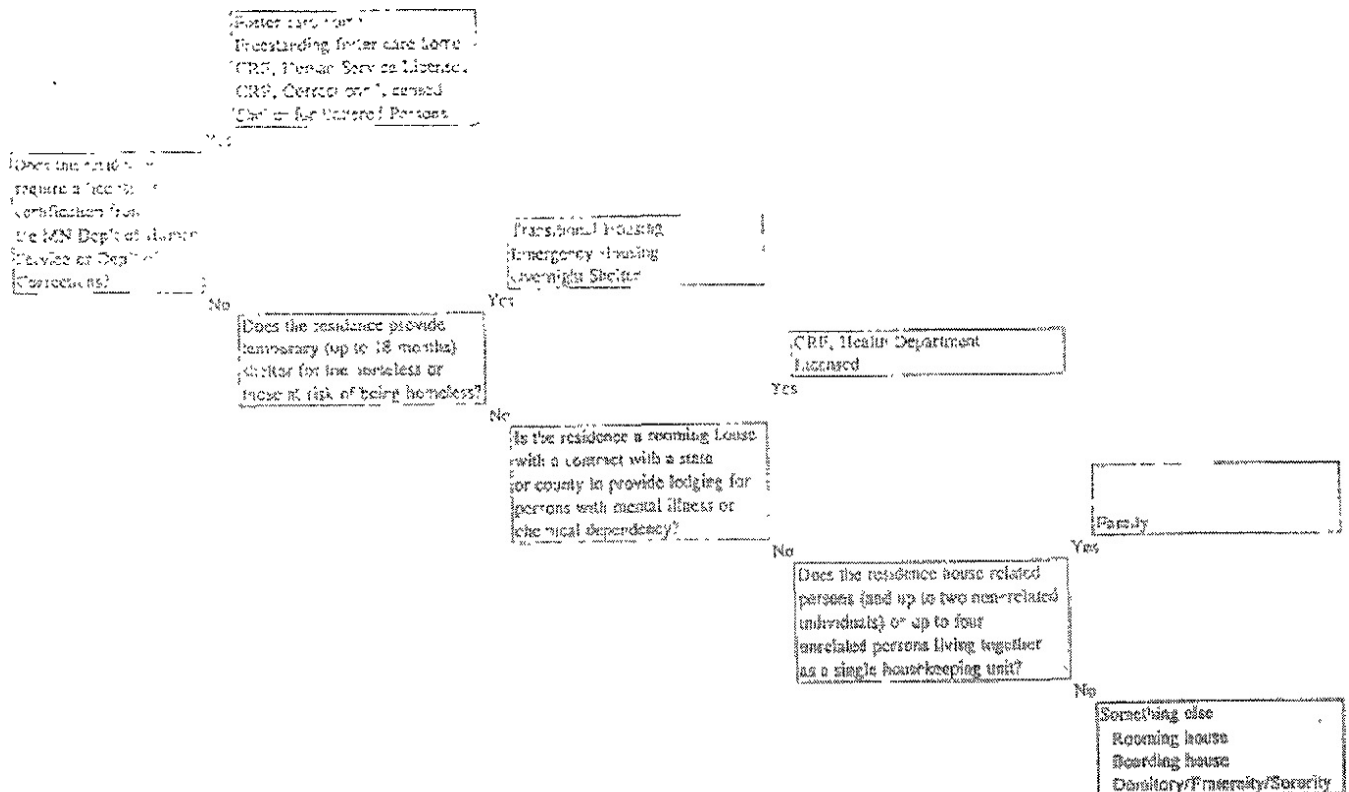 Foster care home
Freestanding foster care home
CRF, Human Service License,
CRF, Corrections Licensed
Shelter for Battered Persons
Yes
Does this residence
require a license or
certification from
the MN Dep't of Human
Service or Dep't of
Corrections?
No
Transitional Housing
Emergency Housing
Overnight Shelter
Yes
Does the residence provide
temporary (up to 18 months)
shelter for the homeless or
those at risk of being homeless?
No
CRF, Health Department
Licensed
Yes
Is the residence a rooming house
with a contract with a state
or county to provide lodging for
persons with mental illness or
chemical dependency?
No
Family
Yes
Does the residence house related
persons (and up to two non-related
individuals) or up to four
unrelated persons living together
as a single housekeeping unit?
No
Something else
Rooming house
Boarding house
Dormitory/Fraternity/Sorority